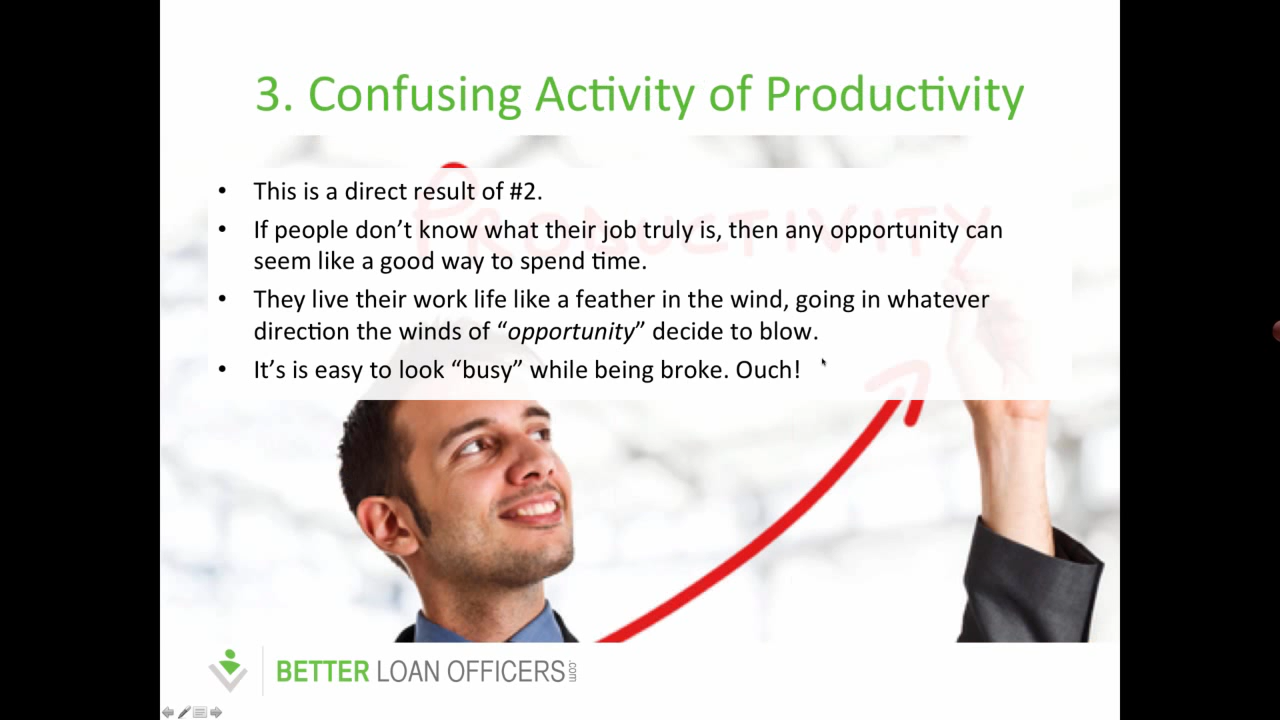 3. Confusing Activity of Productivity
PRODUCTIVITY
• This is a direct result of #2.
• If people don’t know what their job truly is, then any opportunity can
seem like a good way to spend time.
• They live their work life like a feather in the wind, going in whatever
direction the winds of “opportunity” decide to blow.
• It’s is easy to look “busy” while being broke. Ouch!
BETTER LOAN OFFICERS.com